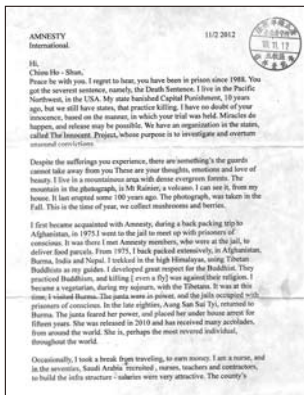 AMNESTY 11/2 2012
International.
Hi,
Chiou Ho - Shun,
Peace be with you. I regret to hear, you have been in prison since 1988. You
got the severest sentence, namely, the Death Sentence. I live in the Pacific
Northwest, in the USA. My state banished Capital Punishment, 10 years
ago, but we still have states, that practice killing. I have no doubt of your
innocence, based on the manner, in which your trial was held. Miracles do
happen, and release may be possible. We have an organization in the states,
called The Innocent Project, whose purpose is to investigate and overturn
unsound convictions.
Despite the sufferings you experience, there are something's the guards
cannot take away from you These are your thoughts, emotions and love of
beauty. I live in a mountainous area with dense evergreen forests. The
mountain in the photograph, is Mt Rainier, a volcano. I can see it, from my
house. It last erupted some 100 years ago. The photograph, was taken in the
Fall. This is the time of year, we collect mushrooms and berries.
I first became acquainted with Amnesty, during a back packing trip to
Afghanistan, in 1975.I went to the jail to meet up with prisoners of
conscience. It was there I met Amnesty members, who were at the jail, to
deliver food parcels. From 1975, I back packed extensively, in Afghanistan,
Burma, India and Nepal. I trekked in the high Himalayas, using Tibetan
Buddhists as my guides. I developed great respect for the Buddhist. They
practiced Buddhism, and killing ( even a fly) was against their religion. I
became a vegetarian, during my sojourn, with the Tibetans. It was at this
time, I visited Burma. The junta were in power, and the jails occupied with
prisoners of conscience. In the late eighties, Aung San Sui Tyi, returned to
Burma. The junta feared her power, and placed her under house arrest for
fifteen years. She was released in 2010 and has received many accolades,
from around the world. She is, perhaps the most revered individual,
throughout the world.
Occasionally, I took a break from traveling, to earn money. I am a nurse, and
in the seventies, Saudi Arabia recruited , nurses, teachers and contractors,
to build the infra structure - salaries were very attractive. The county's